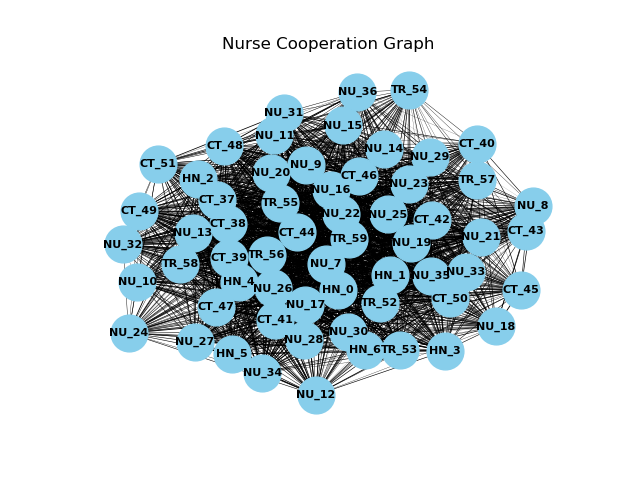 Nurse Cooperation Graph
TR_54
NU_36
NU_31
NU_15
NU_11
CT_48
CT_40
NU_14
NU_29
CT_51
NU_9
NU_20
CT_46
HN_2
TR_57
NU_23
NU_16
CT_37
TR_55
NU_8
CT_49
NU_22
NU_25
CT_42
CT_38
CT_43
NU_13
CT_44
NU_21
TR_59
NU_19
NU_32
TR_56
CT_39
TR_58
NU_7
NU_33
HN_1
NU_35
NU_10
HN_4
NU_26
HN_0
CT_45
CT_50
TR_52
NU_17
CT_47
CT_41
NU_18
NU_24
NU_30
NU_28
NU_27
HN_6
TR_53
HN_3
HN_5
NU_34
NU_12